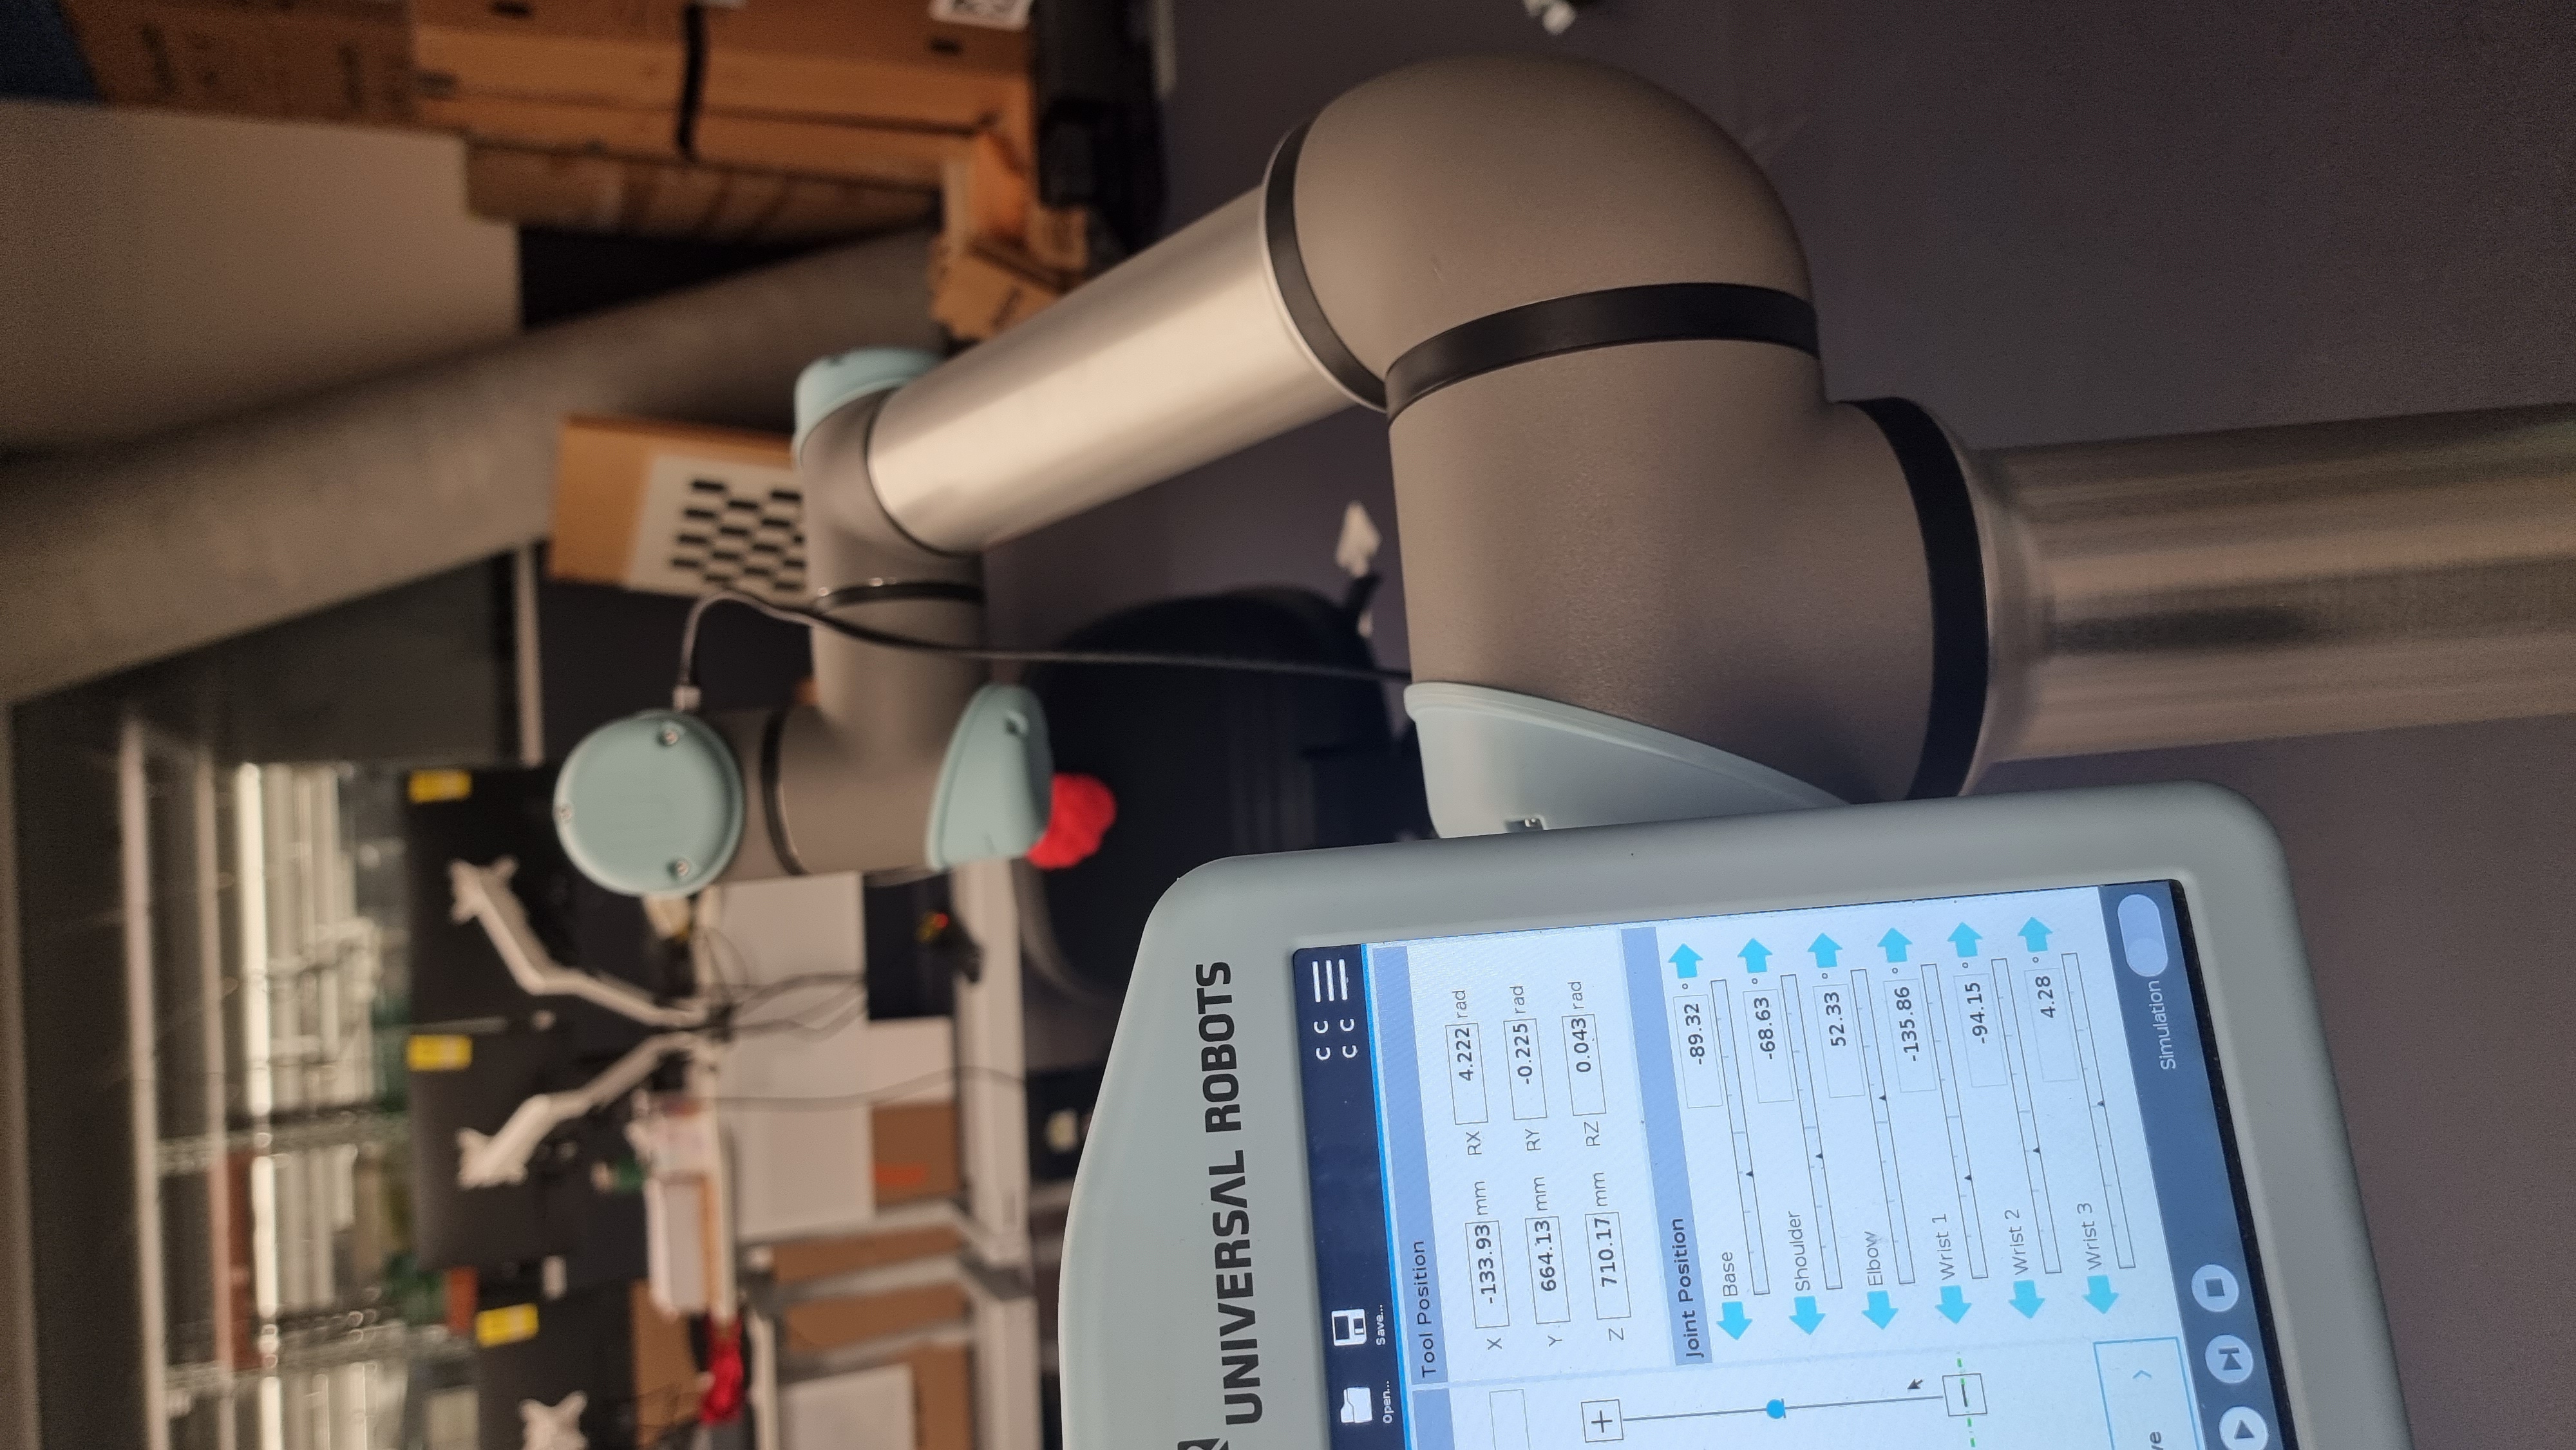 UNIVERSAL ROBOTS
Open... Save...
C C
C C
Tool Position
X -133.93 mm RX 4.222 rad
Y 664.13 mm RY -0.225 rad
Z 710.17 mm RZ 0.043 rad
Joint Position
Base -89.32 °
Shoulder -68.63 °
Elbow 52.33 °
Wrist 1 -135.86 °
Wrist 2 -94.15 °
Wrist 3 4.28 °
Simulation